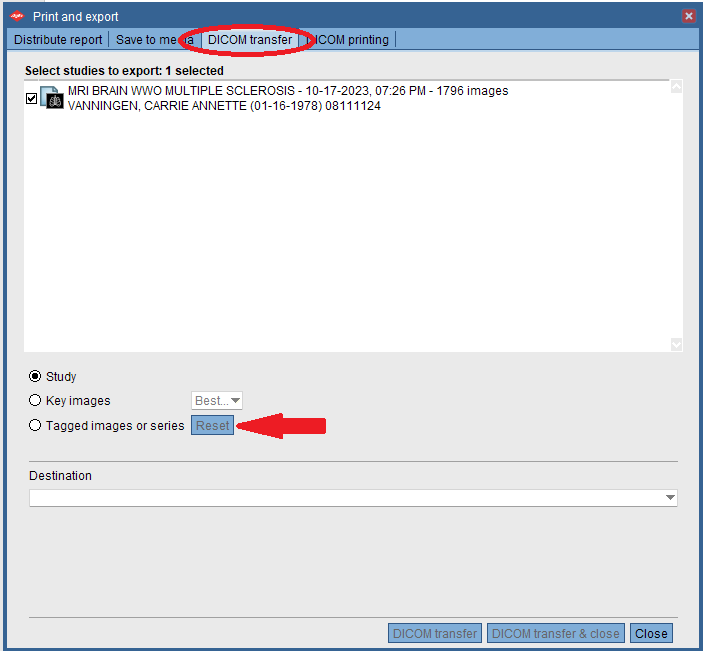 Print and export
Distribute report Save to media DICOM transfer DICOM printing
Select studies to export: 1 selected
MRI BRAIN WWO MULTIPLE SCLEROSIS - 10-17-2023, 07:26 PM - 1796 images
VANNINGEN, CARRIE ANNETTE (01-16-1978) 08111124
Study
Key images Best...
Tagged images or series Reset
Destination
DICOM transfer DICOM transfer & close Close